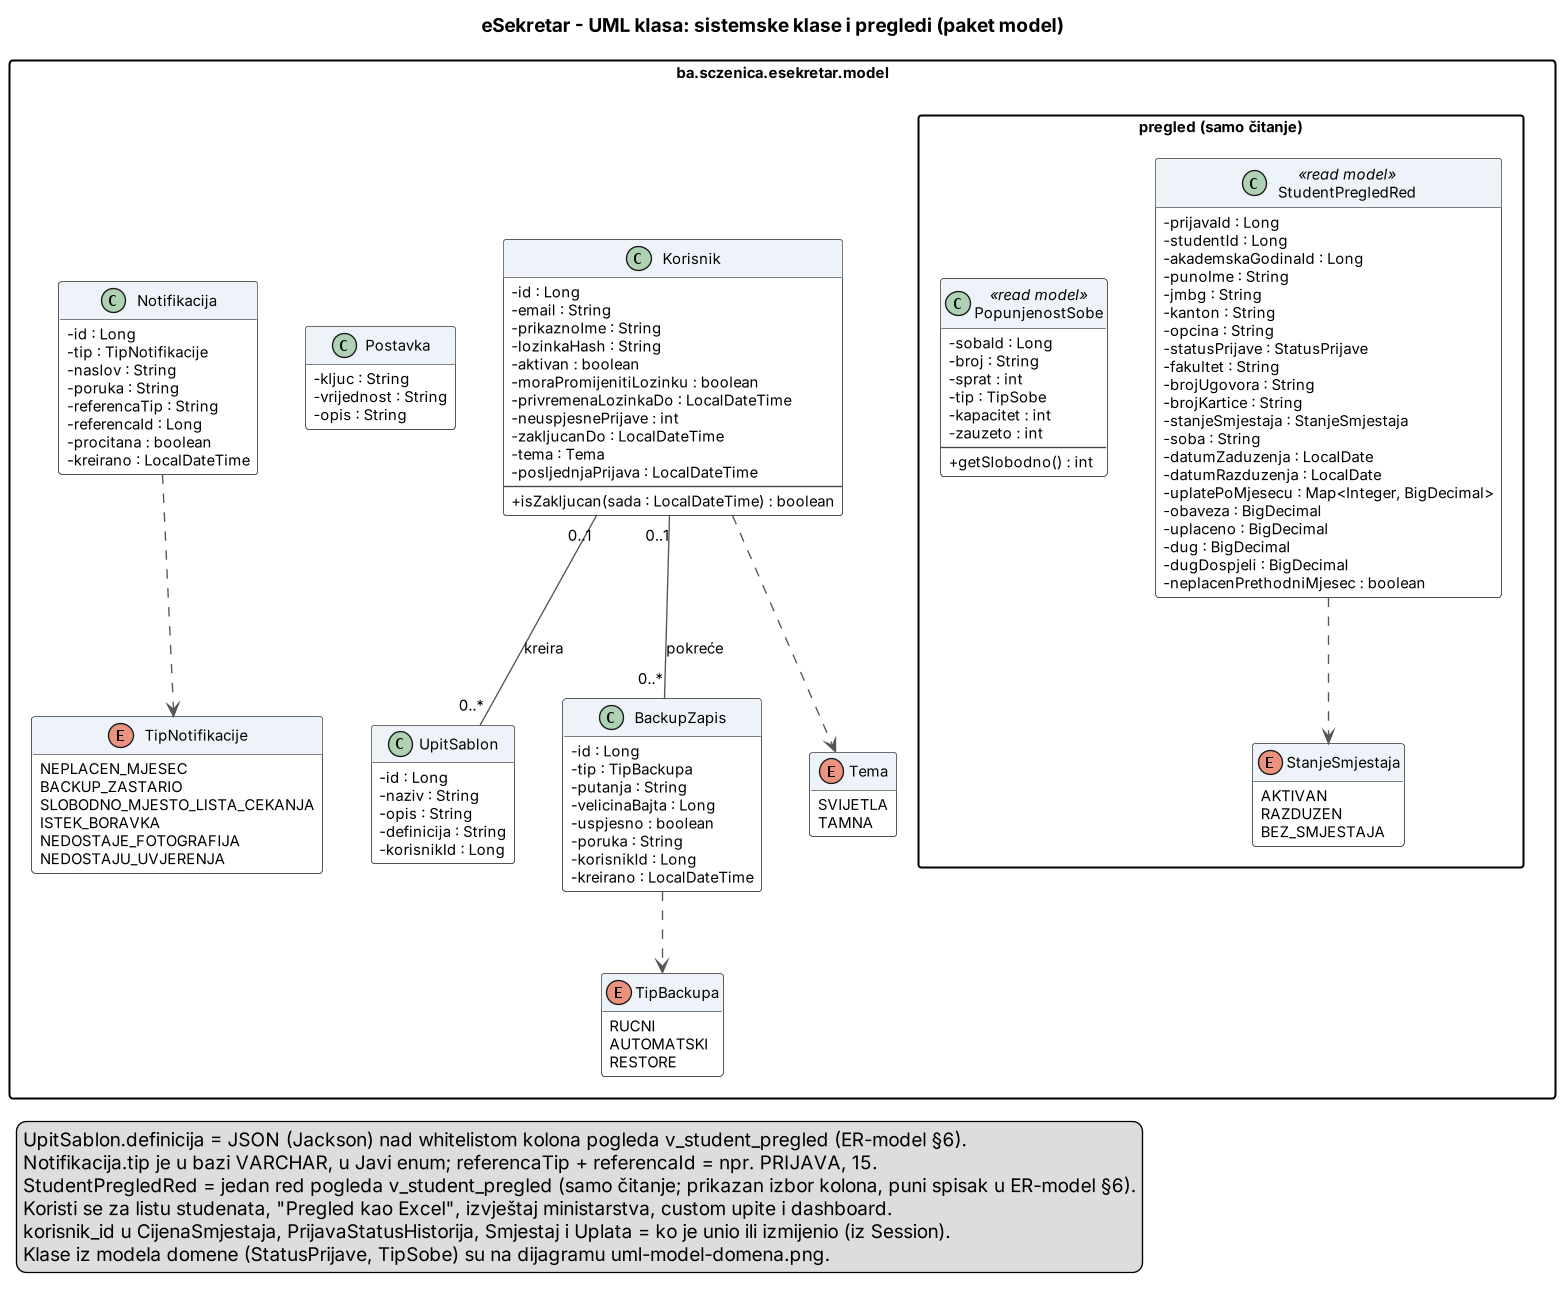 eSekretar - UML klasa: sistemske klase i pregledi (paket model)
ba.sczenica.esekretar.model
pregled (samo čitanje)
C Notifikacija
-id : Long
-tip : TipNotifikacije
-naslov : String
-poruka : String
-referencaTip : String
-referencaId : Long
-procitana : boolean
-kreirano : LocalDateTime
C Postavka
-kljuc : String
-vrijednost : String
-opis : String
C Korisnik
-id : Long
-email : String
-prikaznoIme : String
-lozinkaHash : String
-aktivan : boolean
-moraPromijenitiLozinku : boolean
-privremenaLozinkaDo : LocalDateTime
-neuspjesnePrijave : int
-zakljucanDo : LocalDateTime
-tema : Tema
-posljednjaPrijava : LocalDateTime
+isZakljucan(sada : LocalDateTime) : boolean
C «read model»
PopunjenostSobe
-sobaId : Long
-broj : String
-sprat : int
-tip : TipSobe
-kapacitet : int
-zauzeto : int
+getSlobodno() : int
C «read model»
StudentPregledRed
-prijavaId : Long
-studentId : Long
-akademskaGodinaId : Long
-punoIme : String
-jmbg : String
-kanton : String
-opcina : String
-statusPrijave : StatusPrijave
-fakultet : String
-brojUgovora : String
-brojKartice : String
-stanjeSmjestaja : StanjeSmjestaja
-soba : String
-datumZaduzenja : LocalDate
-datumRazduzenja : LocalDate
-uplatePoMjesecu : Map<Integer, BigDecimal>
-obaveza : BigDecimal
-uplaceno : BigDecimal
-dug : BigDecimal
-dugDospjeli : BigDecimal
-neplacenPrethodniMjesec : boolean
0..1
0..1
kreira
pokreće
0..*
0..*
E TipNotifikacije
NEPLACEN_MJESEC
BACKUP_ZASTARIO
SLOBODNO_MJESTO_LISTA_CEKANJA
ISTEK_BORAVKA
NEDOSTAJE_FOTOGRAFIJA
NEDOSTAJU_UVJERENJA
C UpitSablon
-id : Long
-naziv : String
-opis : String
-definicija : String
-korisnikId : Long
C BackupZapis
-id : Long
-tip : TipBackupa
-putanja : String
-velicinaBajta : Long
-uspjesno : boolean
-poruka : String
-korisnikId : Long
-kreirano : LocalDateTime
E Tema
SVIJETLA
TAMNA
E StanjeSmjestaja
AKTIVAN
RAZDUZEN
BEZ_SMJESTAJA
E TipBackupa
RUCNI
AUTOMATSKI
RESTORE
UpitSablon.definicija = JSON (Jackson) nad whitelistom kolona pogleda v_student_pregled (ER-model §6).
Notifikacija.tip je u bazi VARCHAR, u Javi enum; referencaTip + referencaId = npr. PRIJAVA, 15.
StudentPregledRed = jedan red pogleda v_student_pregled (samo čitanje; prikazan izbor kolona, puni spisak u ER-model §6).
Koristi se za listu studenata, "Pregled kao Excel", izvještaj ministarstva, custom upite i dashboard.
korisnik_id u CijenaSmjestaja, PrijavaStatusHistorija, Smjestaj i Uplata = ko je unio ili izmijenio (iz Session).
Klase iz modela domene (StatusPrijave, TipSobe) su na dijagramu uml-model-domena.png.